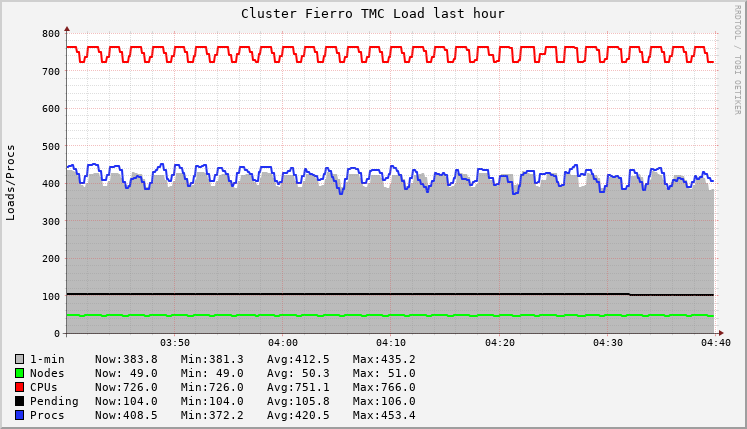 Cluster Fierro TMC Load last hour
RRDTOOL / TOBI OETIKER
Loads/Procs
800
700
600
500
400
300
200
100
0
03:50 04:00 04:10 04:20 04:30 04:40
1-min Now:383.8 Min:381.3 Avg:412.5 Max:435.2
Nodes Now: 49.0 Min: 49.0 Avg: 50.3 Max: 51.0
CPUs Now:726.0 Min:726.0 Avg:751.1 Max:766.0
Pending Now:104.0 Min:104.0 Avg:105.8 Max:106.0
Procs Now:408.5 Min:372.2 Avg:420.5 Max:453.4